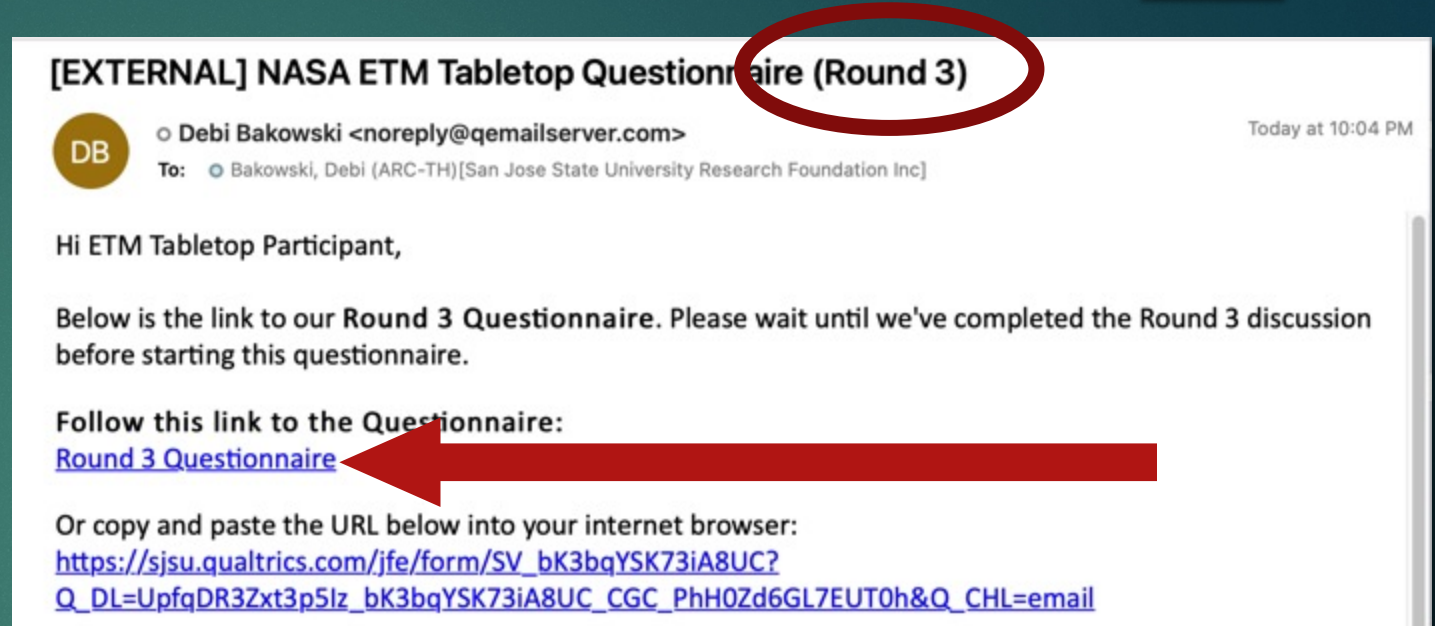 [EXTERNAL] NASA ETM Tabletop Questionnaire (Round 3)
DB
Debi Bakowski <noreply@qemailserver.com>
Today at 10:04 PM
To: Bakowski, Debi (ARC-TH)[San Jose State University Research Foundation Inc]
Hi ETM Tabletop Participant,
Below is the link to our Round 3 Questionnaire. Please wait until we've completed the Round 3 discussion
before starting this questionnaire.
Follow this link to the Questionnaire:
Round 3 Questionnaire
Or copy and paste the URL below into your internet browser:
https://sjsu.qualtrics.com/jfe/form/SV_bK3bqYSK73iA8UC?
Q_DL=UpfqDR3Zxt3p5Iz_bK3bqYSK73iA8UC_CGC_PhH0Zd6GL7EUT0h&Q_CHL=email